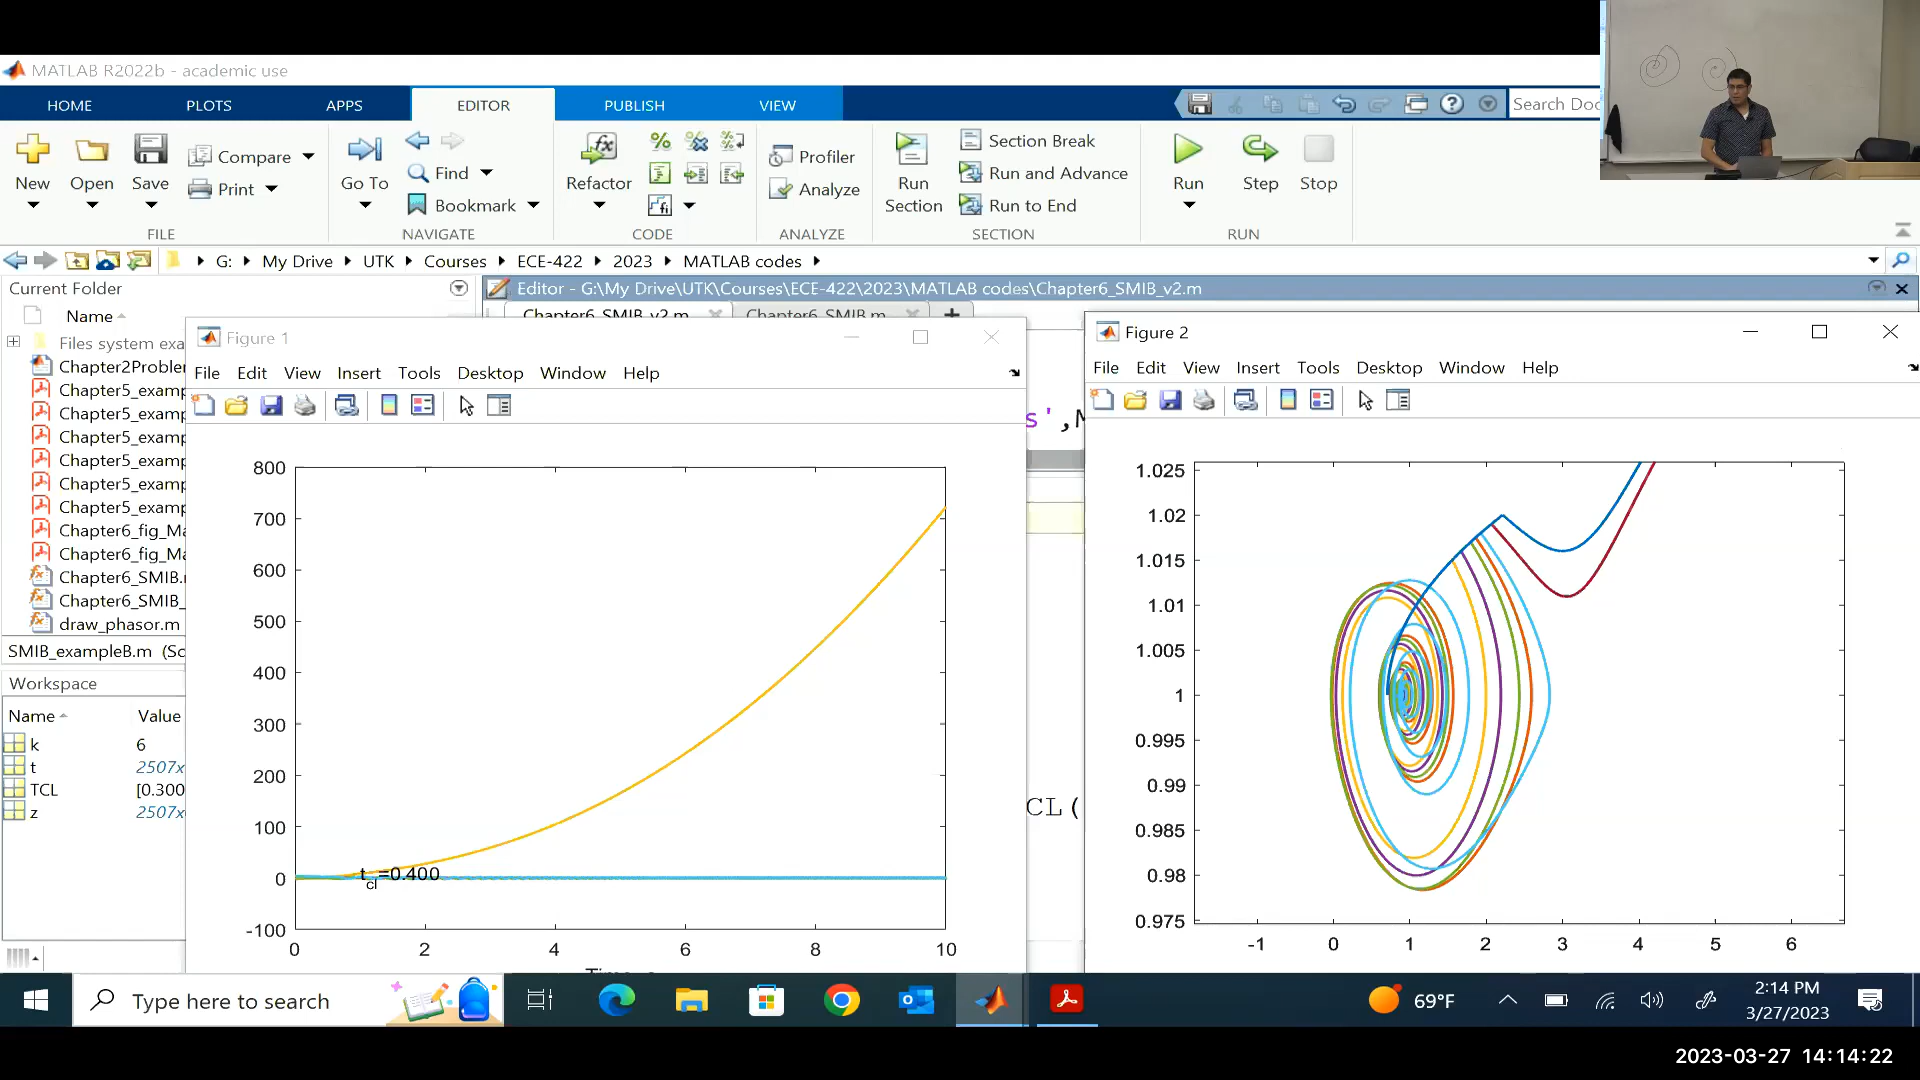 MATLAB R2022b - academic use
HOME PLOTS APPS EDITOR PUBLISH VIEW
Search Doc
New Open Save Compare Print
Go To Find Bookmark
Refactor
Profiler
Analyze
Run Section
Section Break
Run and Advance
Run to End
Run Step Stop
FILE NAVIGATE CODE ANALYZE SECTION RUN
G: My Drive UTK Courses ECE-422 2023 MATLAB codes
Current Folder
Editor - G:\My Drive\UTK\Courses\ECE-422\2023\MATLAB codes\Chapter6_SMIB_v2.m
Chapter6_SMIB_v2.m Chapter6_SMIB.m
Name
Files system exa
Chapter2Probler
Chapter5_examp
Chapter5_examp
Chapter5_examp
Chapter5_examp
Chapter5_examp
Chapter5_examp
Chapter6_fig_Ma
Chapter6_fig_Ma
Chapter6_SMIB.
Chapter6_SMIB_
draw_phasor.m
SMIB_exampleB.m (Sc
Workspace
Name Value
k 6
t 2507x
TCL [0.300
z 2507x
Figure 1
File Edit View Insert Tools Desktop Window Help
800
700
600
500
400
300
200
100
0
-100
t_cl=0.400
0 2 4 6 8 10
s',
CL(
Figure 2
File Edit View Insert Tools Desktop Window Help
1.025
1.02
1.015
1.01
1.005
1
0.995
0.99
0.985
0.98
0.975
-1 0 1 2 3 4 5 6
Type here to search
69°F
2:14 PM
3/27/2023
2023-03-27 14:14:22